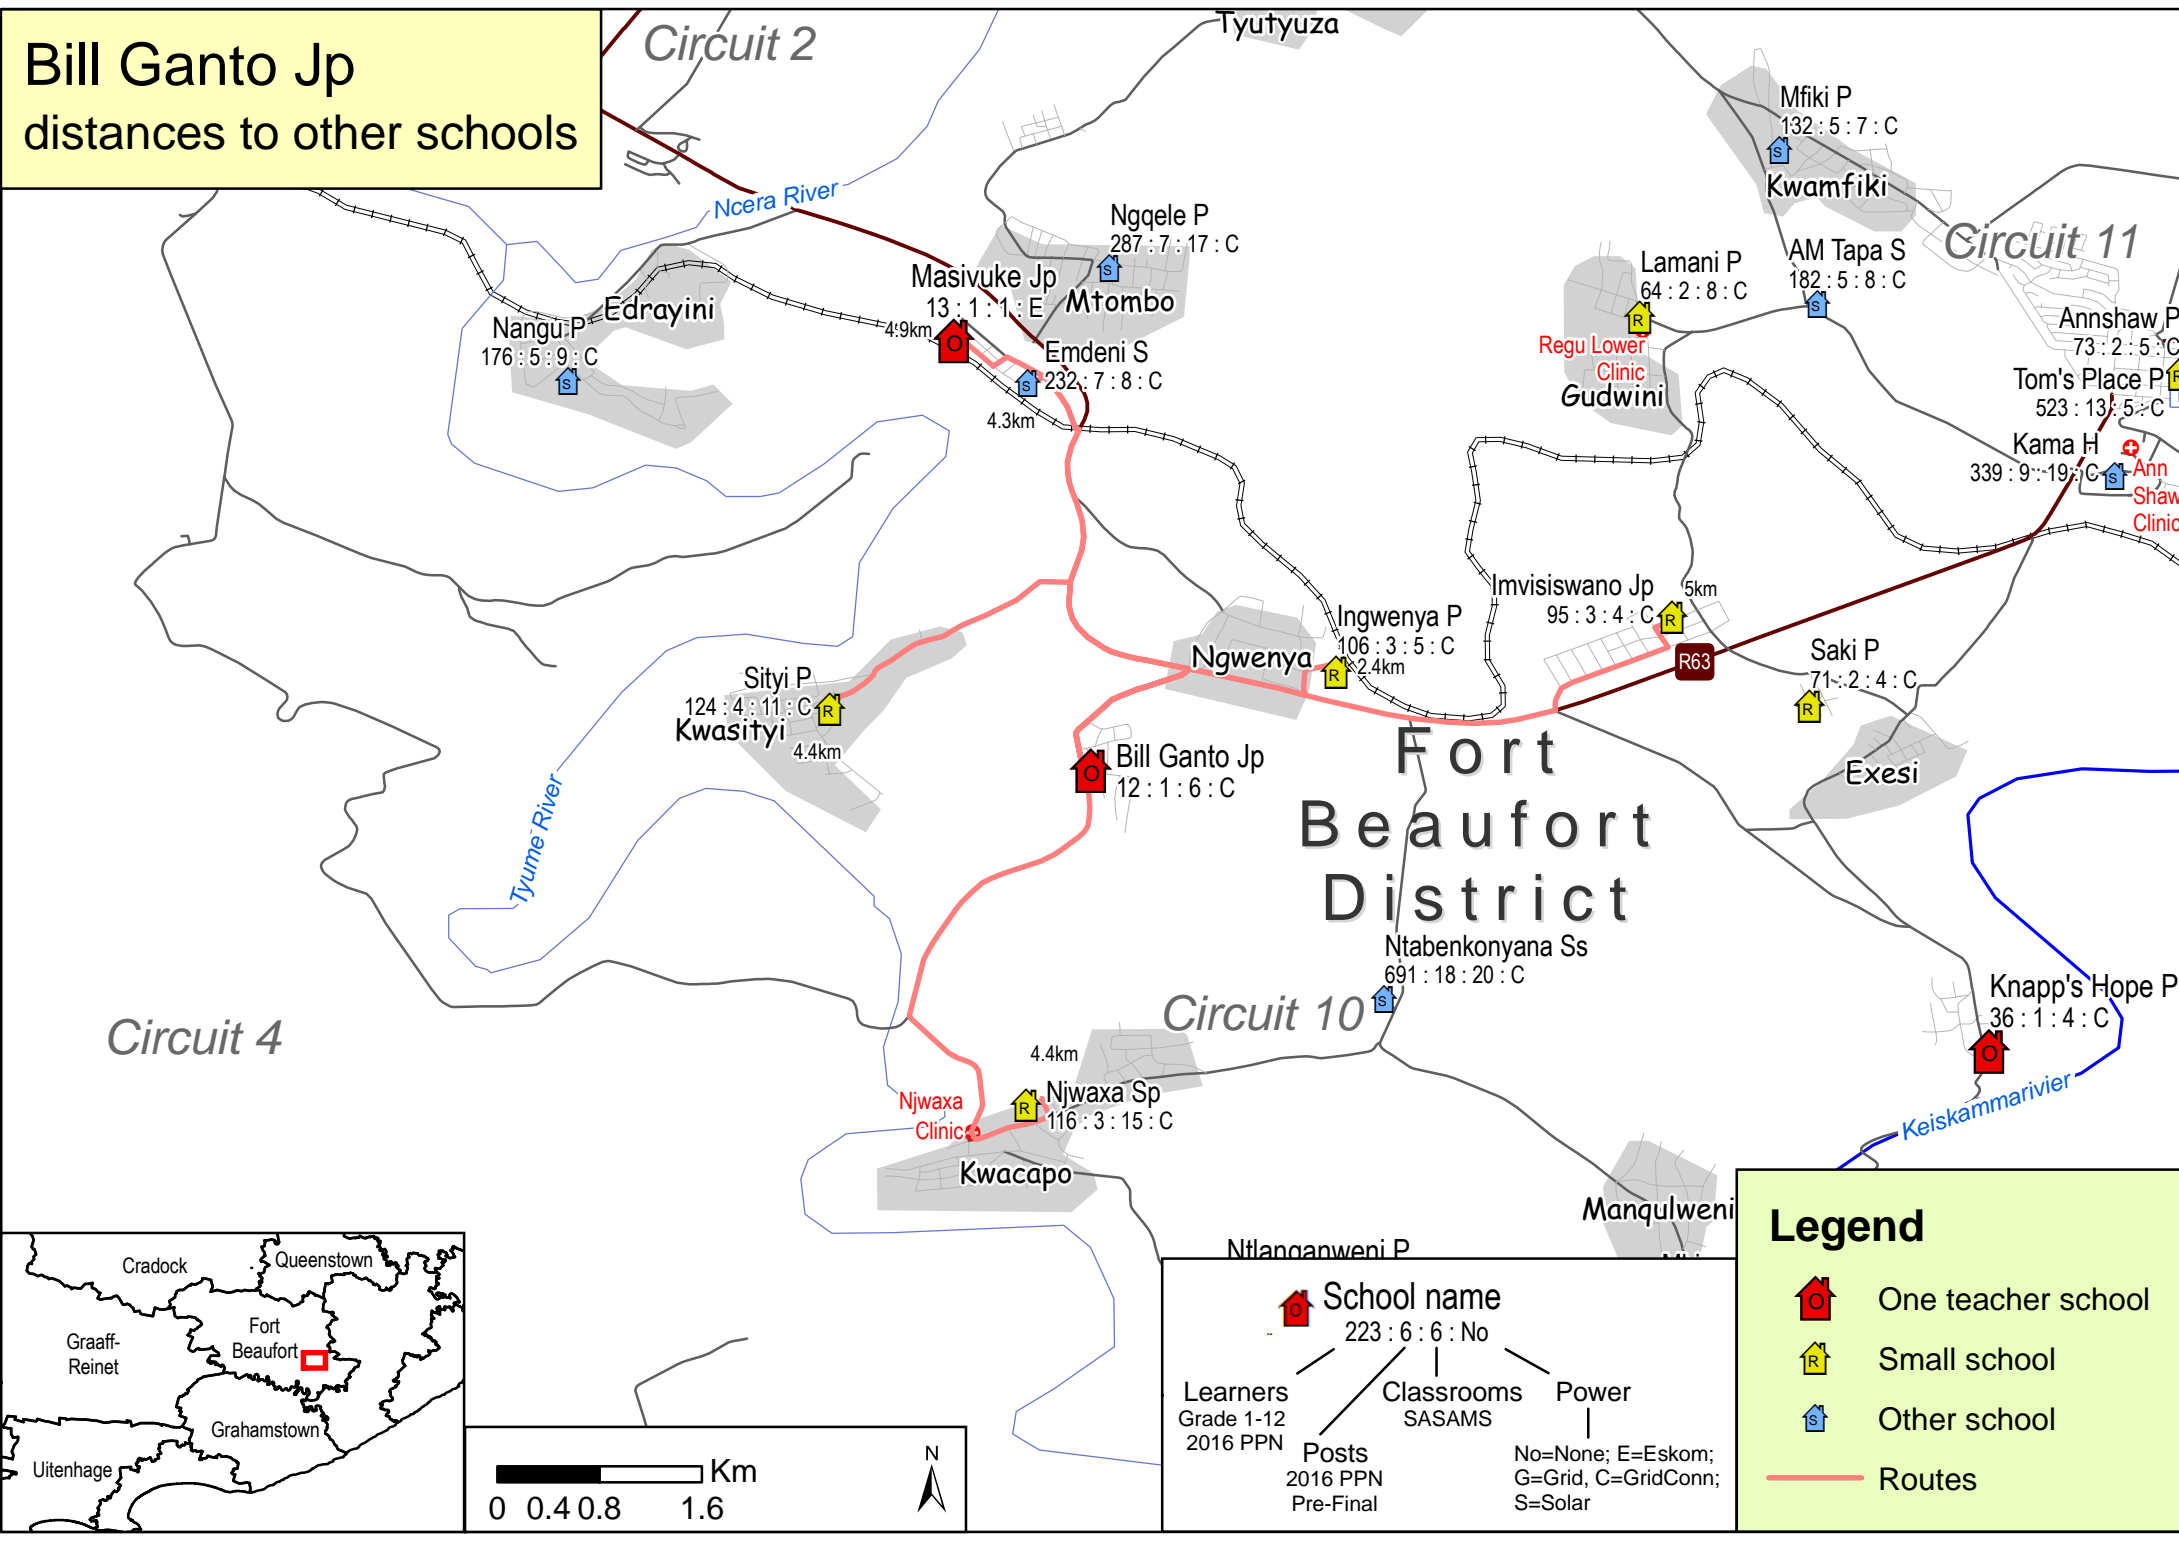 Bill Ganto Jp
distances to other schools
Circuit 2
Tyutyuza
Mfiki P
132 : 5 : 7 : C
Kwamfiki
Circuit 11
Ncera River
Ngqele P
287 : 7 : 17 : C
Mtombo
Masivuke Jp
13 : 1 : 1 : E
4.9km
Edrayini
Nangu P
176 : 5 : 9 : C
Emdeni S
232 : 7 : 8 : C
4.3km
Lamani P
64 : 2 : 8 : C
Regu Lower
Clinic
Gudwini
AM Tapa S
182 : 5 : 8 : C
Annshaw P
73 : 2 : 5 : C
Tom's Place P
523 : 13 : 5 : C
Kama H
339 : 9 : 19 : C
Ann
Shaw
Clinic
Imvisiswano Jp
95 : 3 : 4 : C
5km
Ingwenya P
106 : 3 : 5 : C
2.4km
Ngwenya
R63
Saki P
71 : 2 : 4 : C
Exesi
Sityi P
124 : 4 : 11 : C
Kwasityi
4.4km
Bill Ganto Jp
12 : 1 : 6 : C
Fort
Beaufort
District
Tyume River
Ntabenkonyana Ss
691 : 18 : 20 : C
Circuit 10
Circuit 4
Knapp's Hope P
36 : 1 : 4 : C
Keiskammarivier
4.4km
Njwaxa Sp
116 : 3 : 15 : C
Njwaxa
Clinic
Kwacapo
Manqulweni
Ntlanganweni P
Cradock
Queenstown
Fort
Beaufort
Graaff-
Reinet
Grahamstown
Uitenhage
Km
0 0.4 0.8 1.6
N
School name
223 : 6 : 6 : No
Learners
Grade 1-12
2016 PPN
Posts
2016 PPN
Pre-Final
Classrooms
SASAMS
Power
No=None; E=Eskom;
G=Grid, C=GridConn;
S=Solar
Legend
O One teacher school
R Small school
S Other school
Routes